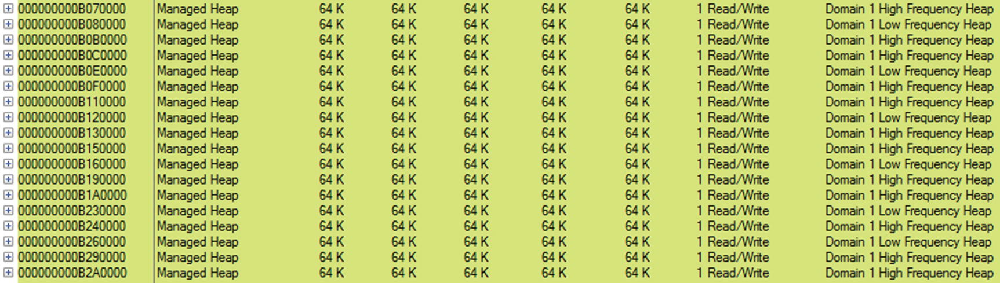 000000000B070000 Managed Heap 64 K 64 K 64 K 64 K 64 K 1 Read/Write Domain 1 High Frequency Heap
000000000B080000 Managed Heap 64 K 64 K 64 K 64 K 64 K 1 Read/Write Domain 1 Low Frequency Heap
000000000B0B0000 Managed Heap 64 K 64 K 64 K 64 K 64 K 1 Read/Write Domain 1 High Frequency Heap
000000000B0C0000 Managed Heap 64 K 64 K 64 K 64 K 64 K 1 Read/Write Domain 1 High Frequency Heap
000000000B0E0000 Managed Heap 64 K 64 K 64 K 64 K 64 K 1 Read/Write Domain 1 Low Frequency Heap
000000000B0F0000 Managed Heap 64 K 64 K 64 K 64 K 64 K 1 Read/Write Domain 1 High Frequency Heap
000000000B110000 Managed Heap 64 K 64 K 64 K 64 K 64 K 1 Read/Write Domain 1 High Frequency Heap
000000000B120000 Managed Heap 64 K 64 K 64 K 64 K 64 K 1 Read/Write Domain 1 Low Frequency Heap
000000000B130000 Managed Heap 64 K 64 K 64 K 64 K 64 K 1 Read/Write Domain 1 High Frequency Heap
000000000B150000 Managed Heap 64 K 64 K 64 K 64 K 64 K 1 Read/Write Domain 1 High Frequency Heap
000000000B160000 Managed Heap 64 K 64 K 64 K 64 K 64 K 1 Read/Write Domain 1 Low Frequency Heap
000000000B190000 Managed Heap 64 K 64 K 64 K 64 K 64 K 1 Read/Write Domain 1 High Frequency Heap
000000000B1A0000 Managed Heap 64 K 64 K 64 K 64 K 64 K 1 Read/Write Domain 1 High Frequency Heap
000000000B230000 Managed Heap 64 K 64 K 64 K 64 K 64 K 1 Read/Write Domain 1 Low Frequency Heap
000000000B240000 Managed Heap 64 K 64 K 64 K 64 K 64 K 1 Read/Write Domain 1 High Frequency Heap
000000000B260000 Managed Heap 64 K 64 K 64 K 64 K 64 K 1 Read/Write Domain 1 Low Frequency Heap
000000000B290000 Managed Heap 64 K 64 K 64 K 64 K 64 K 1 Read/Write Domain 1 High Frequency Heap
000000000B2A0000 Managed Heap 64 K 64 K 64 K 64 K 64 K 1 Read/Write Domain 1 High Frequency Heap